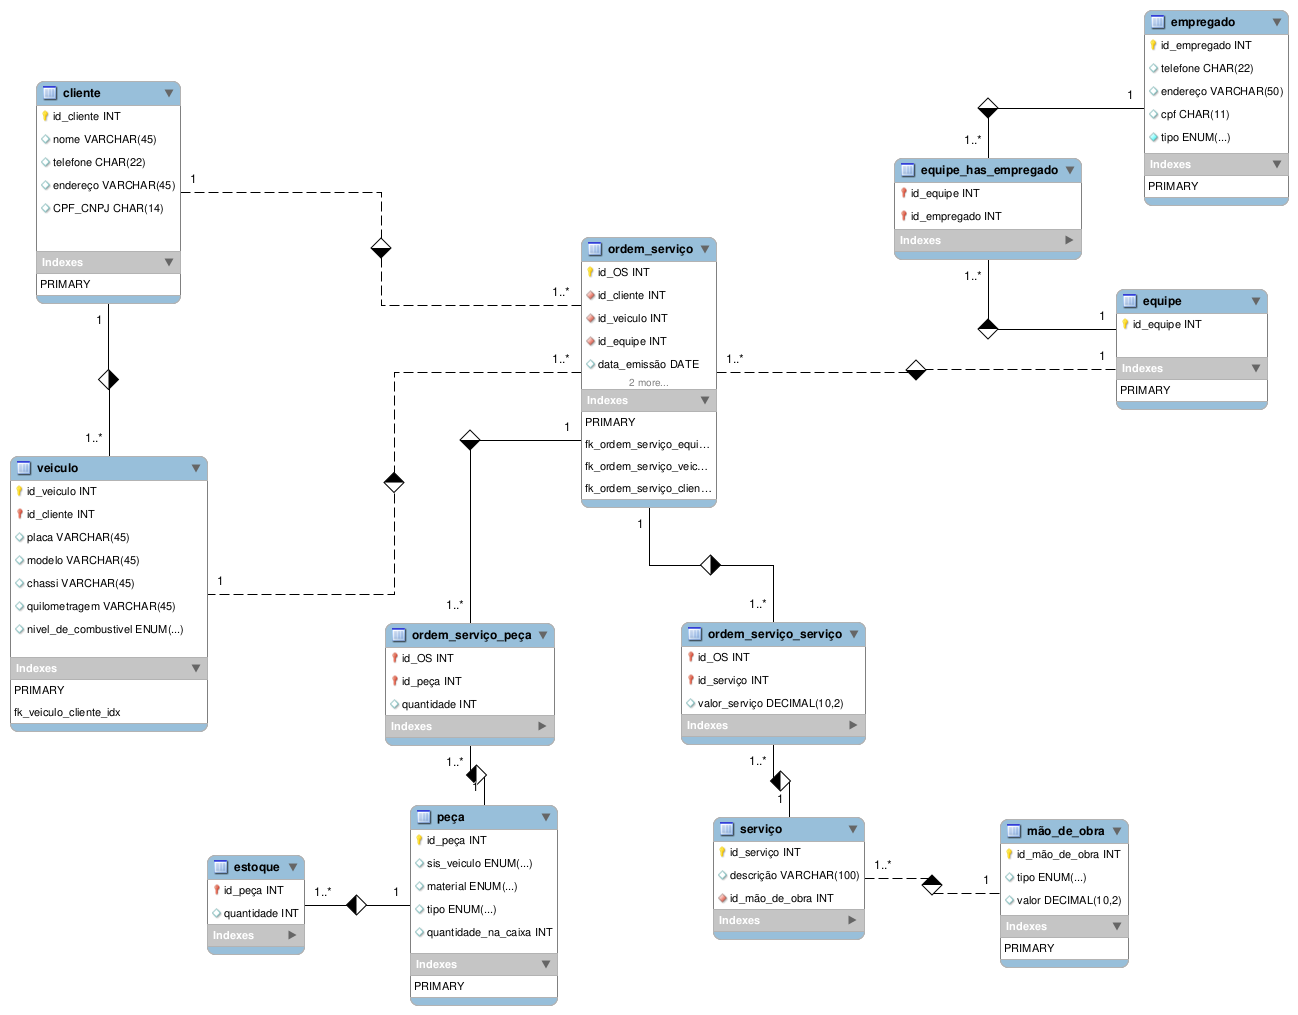 empregado
id_empregado INT
telefone CHAR(22)
endereço VARCHAR(50)
cpf CHAR(11)
tipo ENUM(...)
Indexes
PRIMARY
1
1..*
equipe_has_empregado
id_equipe INT
id_empregado INT
Indexes
1..*
1
equipe
id_equipe INT
Indexes
PRIMARY
1
1..*
cliente
id_cliente INT
nome VARCHAR(45)
telefone CHAR(22)
endereço VARCHAR(45)
CPF_CNPJ CHAR(14)
Indexes
PRIMARY
1
1..*
1
1..*
ordem_serviço
id_OS INT
id_cliente INT
id_veiculo INT
id_equipe INT
data_emissão DATE
2 more...
Indexes
PRIMARY
fk_ordem_serviço_equi...
fk_ordem_serviço_veic...
fk_ordem_serviço_clien...
1..*
1
1
veiculo
id_veiculo INT
id_cliente INT
placa VARCHAR(45)
modelo VARCHAR(45)
chassi VARCHAR(45)
quilometragem VARCHAR(45)
nivel_de_combustivel ENUM(...)
Indexes
PRIMARY
fk_veiculo_cliente_idx
1
1..*
ordem_serviço_peça
id_OS INT
id_peça INT
quantidade INT
Indexes
1..*
1
1..*
ordem_serviço_serviço
id_OS INT
id_serviço INT
valor_serviço DECIMAL(10,2)
Indexes
1..*
1
peça
id_peça INT
sis_veiculo ENUM(...)
material ENUM(...)
tipo ENUM(...)
quantidade_na_caixa INT
Indexes
PRIMARY
estoque
id_peça INT
quantidade INT
Indexes
1..*
1
serviço
id_serviço INT
descrição VARCHAR(100)
id_mão_de_obra INT
Indexes
1..*
1
mão_de_obra
id_mão_de_obra INT
tipo ENUM(...)
valor DECIMAL(10,2)
Indexes
PRIMARY